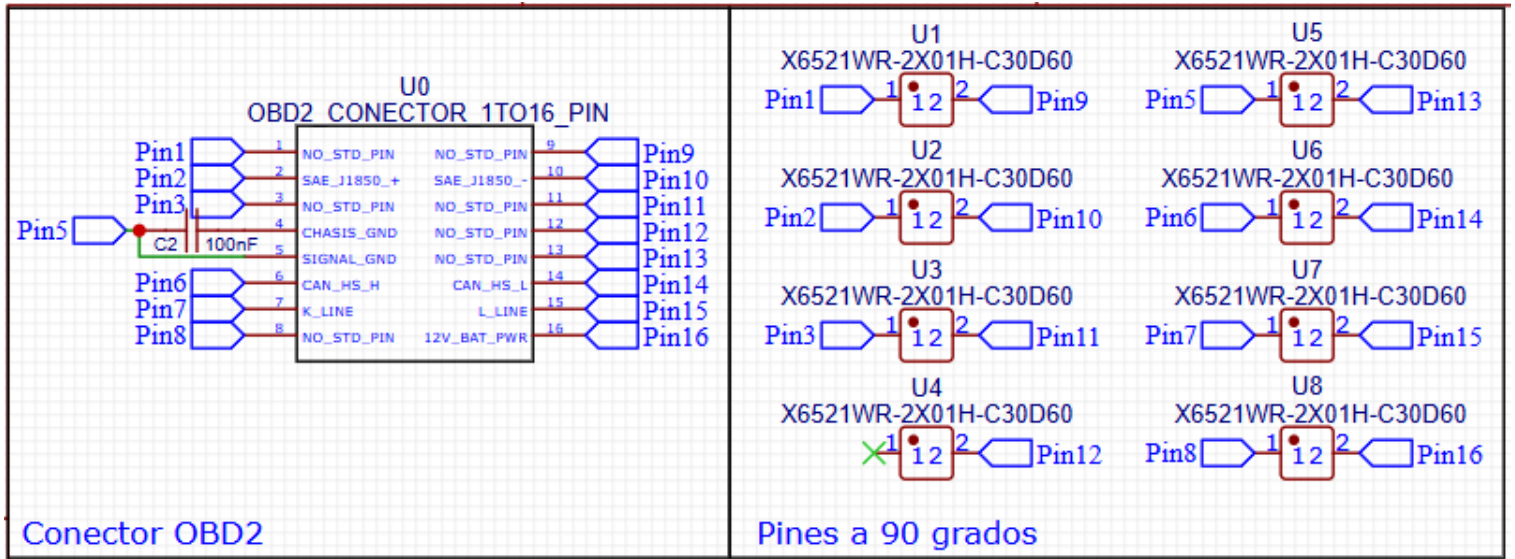 U0
OBD2_CONECTOR_1TO16_PIN
Pin1 1 NO_STD_PIN NO_STD_PIN 9 Pin9
Pin2 2 SAE_J1850_+ SAE_J1850_- 10 Pin10
Pin3 3 NO_STD_PIN NO_STD_PIN 11 Pin11
Pin5 C2 100nF 4 CHASIS_GND NO_STD_PIN 12 Pin12
5 SIGNAL_GND NO_STD_PIN 13 Pin13
Pin6 6 CAN_HS_H CAN_HS_L 14 Pin14
Pin7 7 K_LINE L_LINE 15 Pin15
Pin8 8 NO_STD_PIN 12V_BAT_PWR 16 Pin16
Conector OBD2
U1
X6521WR-2X01H-C30D60
Pin1 1 1 2 2 Pin9
U2
X6521WR-2X01H-C30D60
Pin2 1 1 2 2 Pin10
U3
X6521WR-2X01H-C30D60
Pin3 1 1 2 2 Pin11
U4
X6521WR-2X01H-C30D60
1 1 2 2 Pin12
U5
X6521WR-2X01H-C30D60
Pin5 1 1 2 2 Pin13
U6
X6521WR-2X01H-C30D60
Pin6 1 1 2 2 Pin14
U7
X6521WR-2X01H-C30D60
Pin7 1 1 2 2 Pin15
U8
X6521WR-2X01H-C30D60
Pin8 1 1 2 2 Pin16
Pines a 90 grados